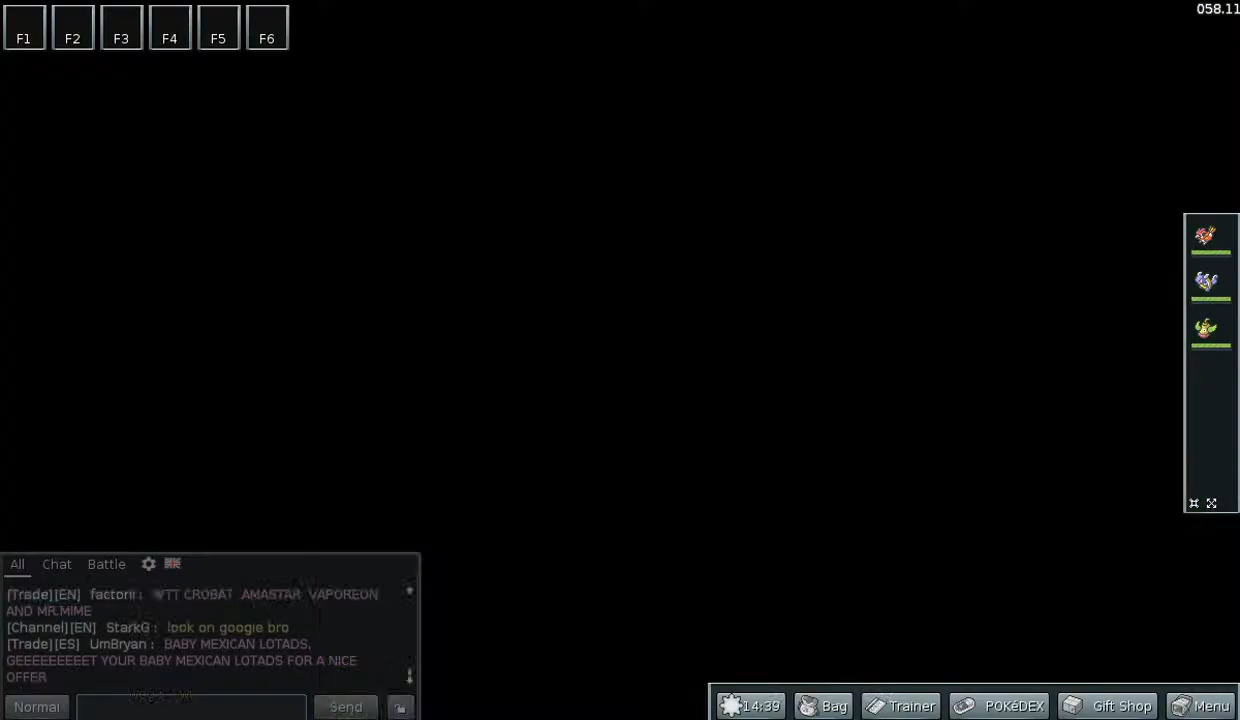 F1 F2 F3 F4 F5 F6
058.11
All Chat Battle
[Trade][EN] factorii : WTT CROBAT AMASTAR VAPOREON
AND MR.MIME
[Channel][EN] StarkG : look on google bro
[Trade][ES] UmBryan : BABY MEXICAN LOTADS,
GEEEEEEEEET YOUR BABY MEXICAN LOTADS FOR A NICE
OFFER
Normal Send
14:39 Bag Trainer POKéDEX Gift Shop Menu